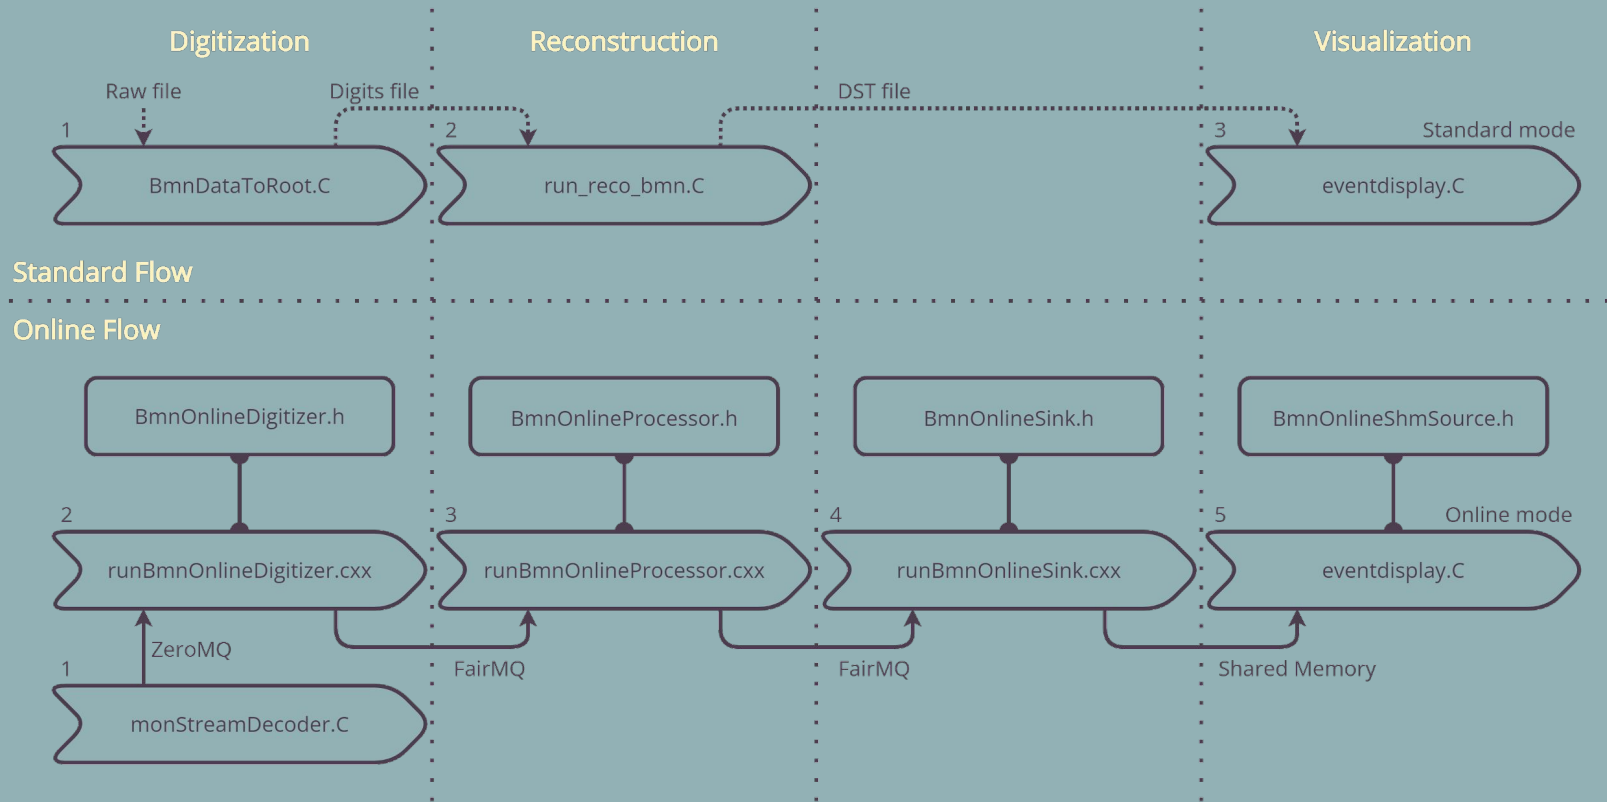 Digitization
Reconstruction
Visualization
Raw file
Digits file
DST file
1
2
3
Standard mode
BmnDataToRoot.C
run_reco_bmn.C
eventdisplay.C
Standard Flow
Online Flow
BmnOnlineDigitizer.h
BmnOnlineProcessor.h
BmnOnlineSink.h
BmnOnlineShmSource.h
2
3
4
5
Online mode
runBmnOnlineDigitizer.cxx
runBmnOnlineProcessor.cxx
runBmnOnlineSink.cxx
eventdisplay.C
ZeroMQ
1
FairMQ
FairMQ
Shared Memory
monStreamDecoder.C